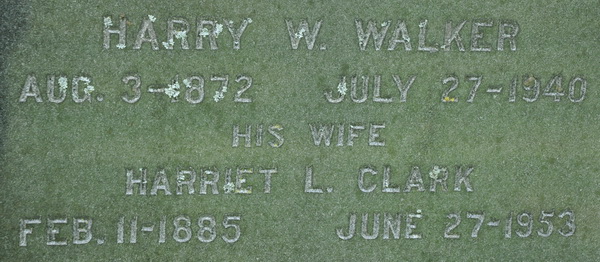 HARRY W. WALKER
AUG. 3-1872 JULY 27-1940
HIS WIFE
HARRIET L. CLARK
FEB. 11-1885 JUNE 27-1953